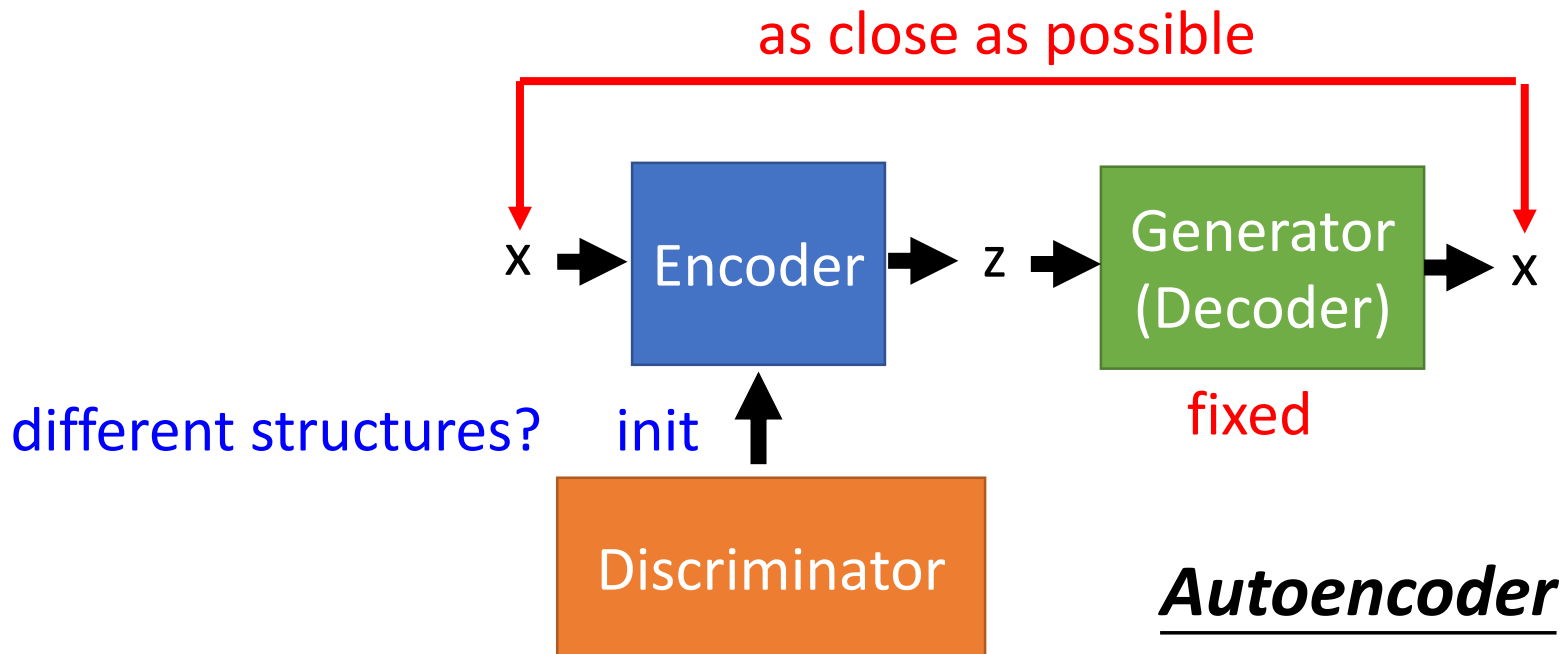 as close as possible
x
Encoder
z
Generator
(Decoder)
x
different structures?
init
fixed
Discriminator
Autoencoder